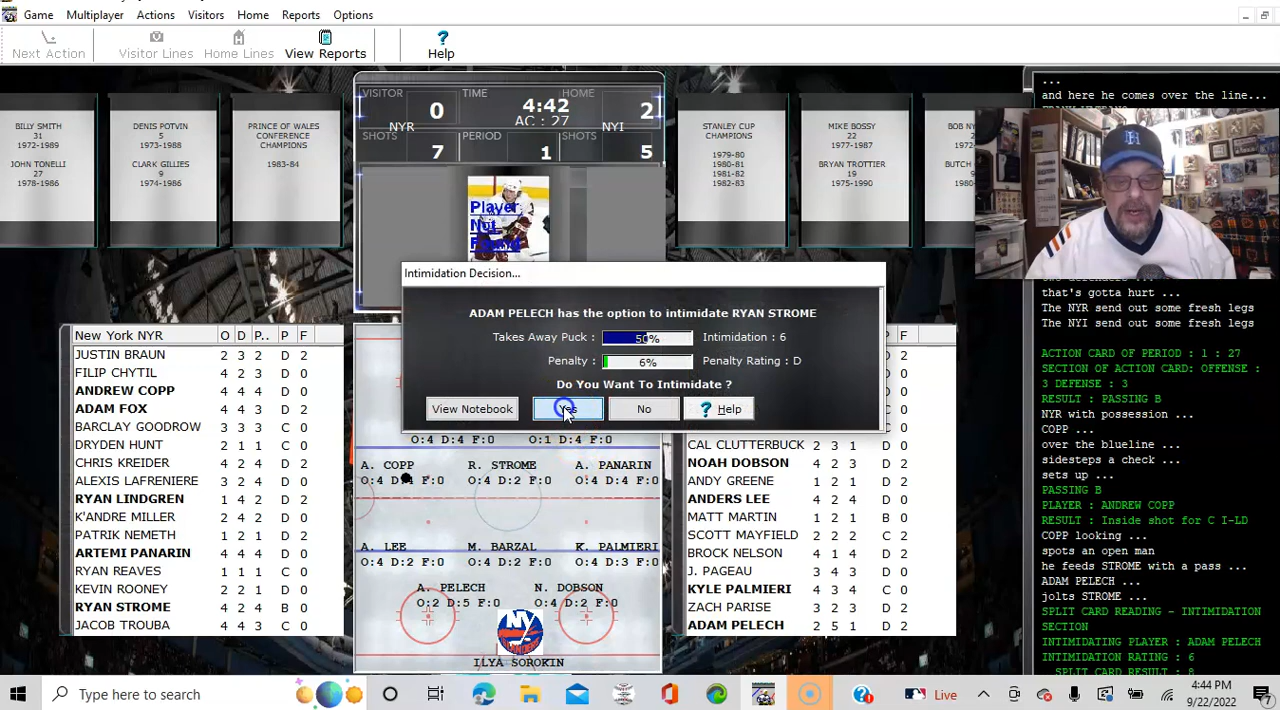 Game Multiplayer Actions Visitors Home Reports Options
Next Action Visitor Lines Home Lines View Reports Help
BILLY SMITH
31
1972-1989
JOHN TONELLI
27
1978-1986
DENIS POTVIN
5
1973-1988
CLARK GILLIES
9
1974-1986
PRINCE OF WALES
CONFERENCE
CHAMPIONS
1983-84
VISITOR 0 TIME 4:42 HOME 2
NYR AC : 27 NYI
SHOTS 7 PERIOD 1 SHOTS 5
STANLEY CUP
CHAMPIONS
1979-80
1980-81
1981-82
1982-83
MIKE BOSSY
22
1977-1987
BRYAN TROTTIER
19
1975-1990
BOB NY
1972-
BUTCH G
1980-
Player
Not
Found
Intimidation Decision...
ADAM PELECH has the option to intimidate RYAN STROME
Takes Away Puck : 50% Intimidation : 6
Penalty : 6% Penalty Rating : D
Do You Want To Intimidate ?
View Notebook Yes No Help
New York NYR O D P.. P F
JUSTIN BRAUN 2 3 2 D 2
FILIP CHYTIL 4 2 3 D 0
ANDREW COPP 4 4 4 D 0
ADAM FOX 4 4 3 D 2
BARCLAY GOODROW 3 3 2 C 0
DRYDEN HUNT 2 2 1 C 0
CHRIS KREIDER 4 2 4 D 2
ALEXIS LAFRENIERE 3 2 4 D 0
RYAN LINDGREN 1 4 2 D 2
K'ANDRE MILLER 2 4 2 D 0
PATRIK NEMETH 1 2 1 C 2
ARTEMI PANARIN 4 4 4 D 0
RYAN REAVES 1 1 1 C 0
KEVIN ROONEY 2 2 1 D 0
RYAN STROME 4 2 4 B 0
JACOB TROUBA 4 4 3 C 2
O:4 D:4 F:0 O:1 D:4 F:0
A. COPP R. STROME A. PANARIN
O:4 D:4 F:0 O:4 D:2 F:0 O:4 D:4 F:0
A. LEE M. BARZAL K. PALMIERI
O:4 D:2 F:0 O:4 D:2 F:0 O:4 D:3 F:0
A. PELECH N. DOBSON
O:2 D:5 F:0 O:4 D:2 F:0
NY
ILYA SOROKIN
P F
CAL CLUTTERBUCK 2 3 1 D 0
NOAH DOBSON 4 2 3 D 2
ANDY GREENE 1 2 1 D 2
ANDERS LEE 4 2 4 D 0
MATT MARTIN 1 2 1 B 0
SCOTT MAYFIELD 2 2 2 C 2
BROCK NELSON 4 1 4 D 2
J. PAGEAU 3 4 3 D 0
KYLE PALMIERI 4 3 4 C 0
ZACH PARISE 3 2 3 D 2
ADAM PELECH 2 5 1 D 2
...
and here he comes over the line...
that's gotta hurt ...
The NYR send out some fresh legs
The NYI send out some fresh legs
ACTION CARD OF PERIOD : 1 : 27
SECTION OF ACTION CARD: OFFENSE :
3 DEFENSE : 3
RESULT : PASSING B
NYR with possession ...
COPP ...
over the blueline ...
sidesteps a check ...
sets up ...
PASSING B
PLAYER : ANDREW COPP
RESULT : Inside shot for C I-LD
COPP looking ...
spots an open man
he feeds STROME with a pass ...
ADAM PELECH ...
jolts STROME ...
SPLIT CARD READING - INTIMIDATION
SECTION
INTIMIDATING PLAYER : ADAM PELECH
INTIMIDATION RATING : 6
SPLIT CARD RESULT : 8
Type here to search
Live
4:44 PM
9/22/2022
7